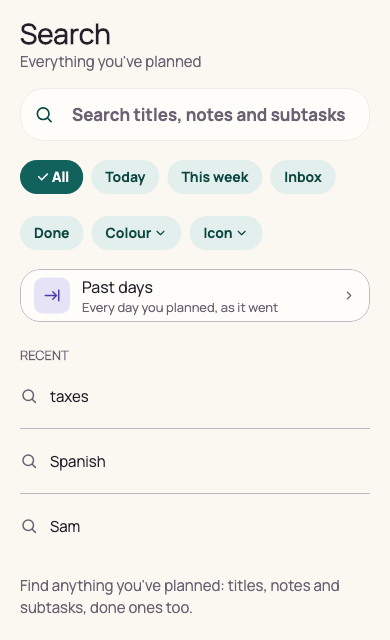 Search
Everything you've planned
Search titles, notes and subtasks
All
Today
This week
Inbox
Done
Colour
Icon
Past days
Every day you planned, as it went
RECENT
taxes
Spanish
Sam
Find anything you've planned: titles, notes and
subtasks, done ones too.